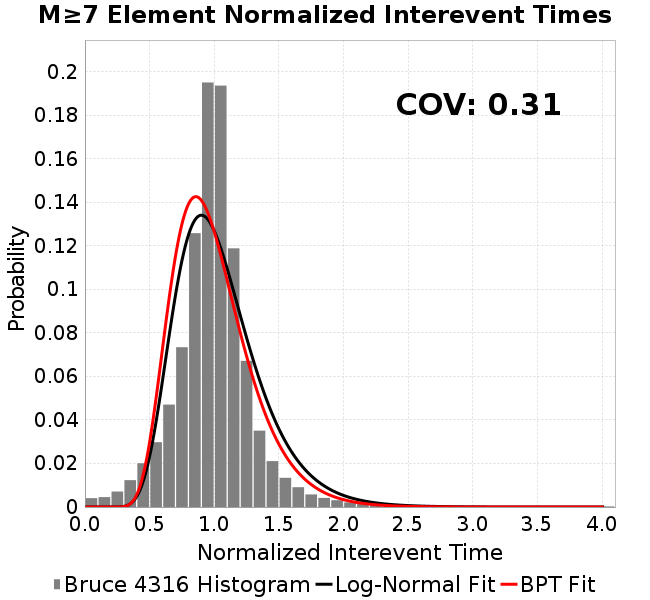 M≥7 Element Normalized Interevent Times
COV: 0.31
Probability
0.2
0.18
0.16
0.14
0.12
0.1
0.08
0.06
0.04
0.02
0
0.0 0.5 1.0 1.5 2.0 2.5 3.0 3.5 4.0
Normalized Interevent Time
Bruce 4316 Histogram Log-Normal Fit BPT Fit